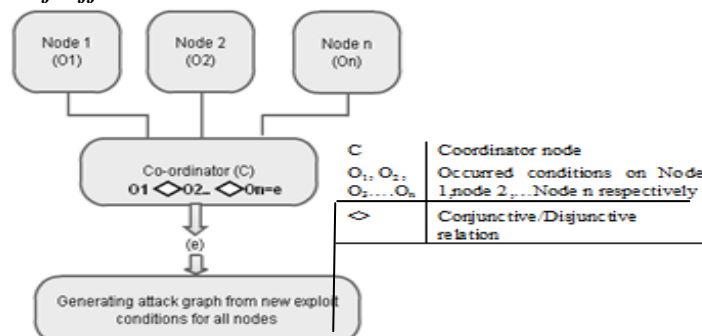 Node 1
(O1)
Node 2
(O2)
Node n
(On)
Co-ordinator (C)
O1 <>O2.. <>On=e
(e)
Generating attack graph from new exploit
conditions for all nodes
C Coordinator node
O₁, O₂, Occurred conditions on Node
O₃....Oₙ 1,node 2,...Node n respectively
<> Conjunctive/Disjunctive
relation